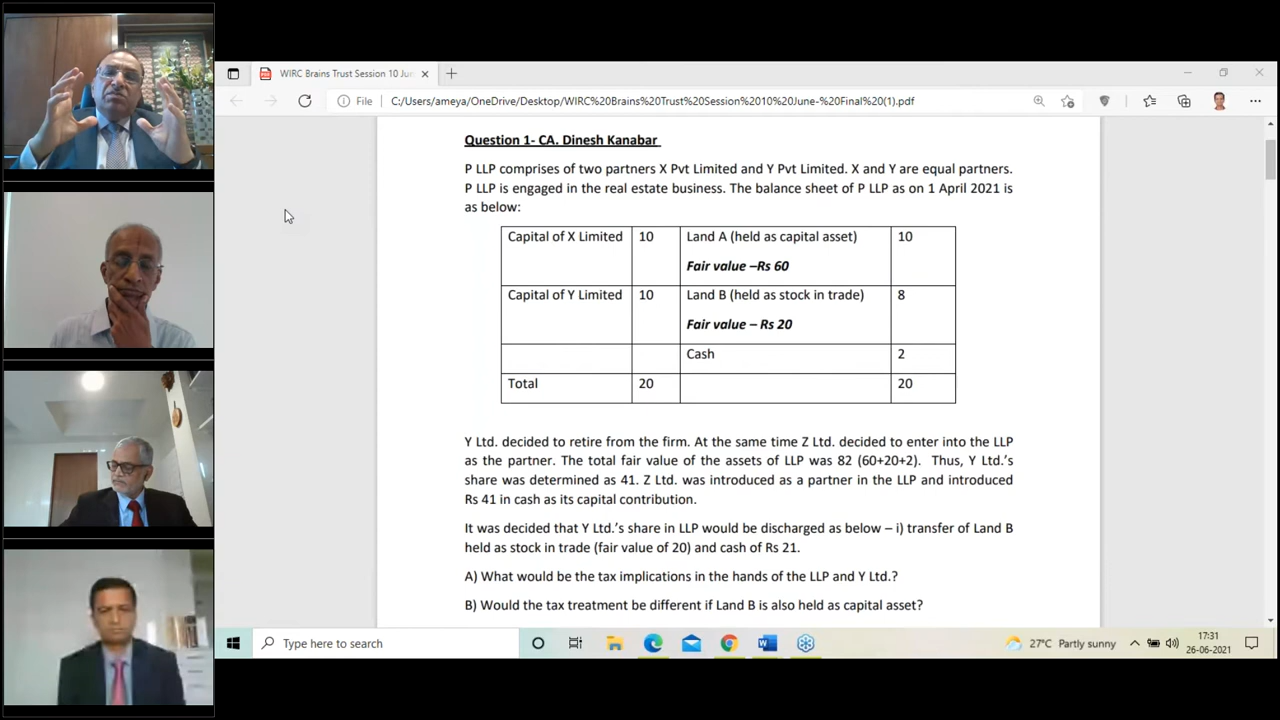 WIRC Brains Trust Session 10 Jun
File
C:/Users/ameya/OneDrive/Desktop/WIRC%20Brains%20Trust%20Session%2010%20June-%20Final%20(1).pdf
Question 1- CA. Dinesh Kanabar
P LLP comprises of two partners X Pvt Limited and Y Pvt Limited. X and Y are equal partners.
P LLP is engaged in the real estate business. The balance sheet of P LLP as on 1 April 2021 is
as below:
Capital of X Limited 10 Land A (held as capital asset) 10
Fair value –Rs 60
Capital of Y Limited 10 Land B (held as stock in trade) 8
Fair value – Rs 20
Cash 2
Total 20 20
Y Ltd. decided to retire from the firm. At the same time Z Ltd. decided to enter into the LLP
as the partner. The total fair value of the assets of LLP was 82 (60+20+2). Thus, Y Ltd.'s
share was determined as 41. Z Ltd. was introduced as a partner in the LLP and introduced
Rs 41 in cash as its capital contribution.
It was decided that Y Ltd.'s share in LLP would be discharged as below – i) transfer of Land B
held as stock in trade (fair value of 20) and cash of Rs 21.
A) What would be the tax implications in the hands of the LLP and Y Ltd.?
B) Would the tax treatment be different if Land B is also held as capital asset?
Type here to search
27°C Partly sunny
17:31
26-06-2021